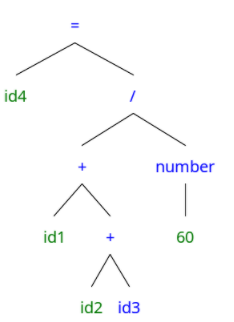 =
id4 /
+ number
id1 + 60
id2 id3